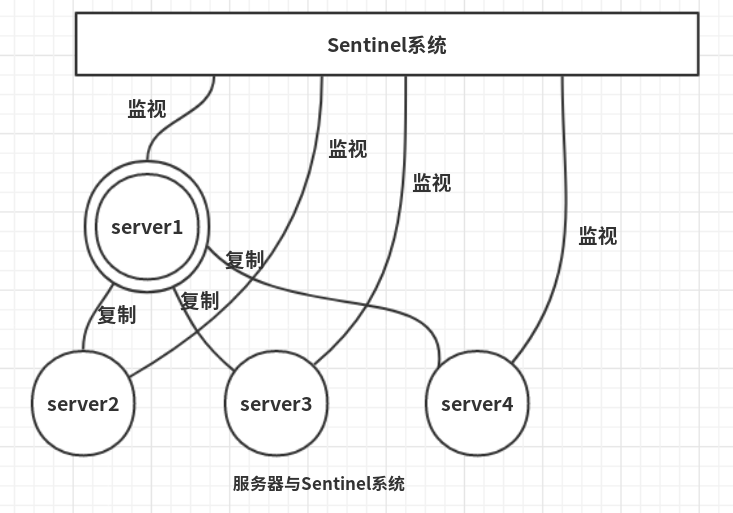 Sentinel系统
监视
监视
监视
server1
监视
复制
复制
复制
server2
server3
server4
服务器与Sentinel系统